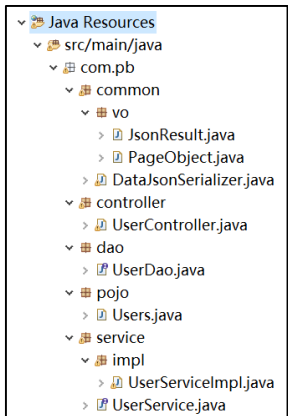 Java Resources
src/main/java
com.pb
common
vo
JsonResult.java
PageObject.java
DataJsonSerializer.java
controller
UserController.java
dao
UserDao.java
pojo
Users.java
service
impl
UserServiceImpl.java
UserService.java